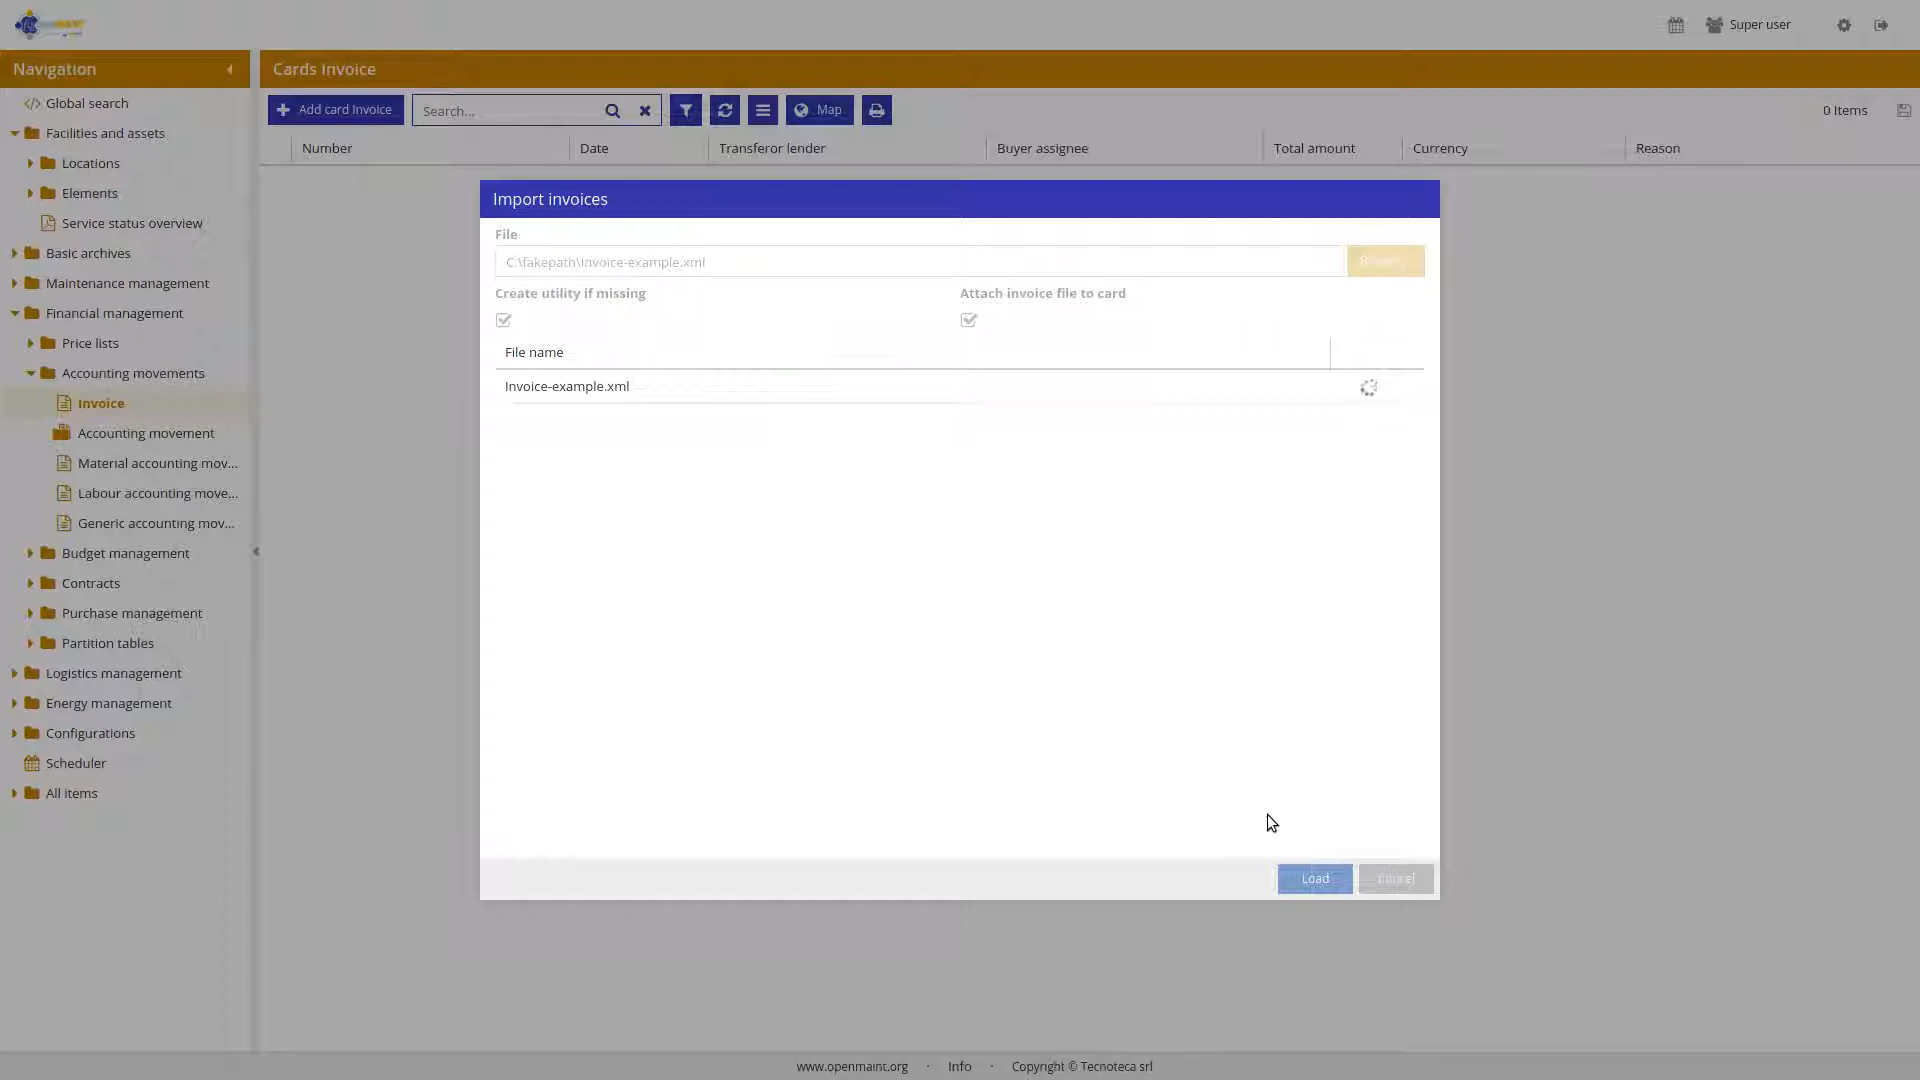 Super user
Navigation
Cards Invoice
Global search
Facilities and assets
Locations
Elements
Service status overview
Basic archives
Maintenance management
Financial management
Price lists
Accounting movements
Invoice
Accounting movement
Material accounting mov...
Labour accounting move...
Generic accounting mov...
Budget management
Contracts
Purchase management
Partition tables
Logistics management
Energy management
Configurations
Scheduler
All items
Add card Invoice
Search...
Map
0 Items
Number Date Transferor lender Buyer assignee Total amount Currency Reason
Import invoices
File
C:\fakepath\Invoice-example.xml
Create utility if missing Attach invoice file to card
File name
Invoice-example.xml
Load
www.openmaint.org · Info · Copyright © Tecnoteca srl